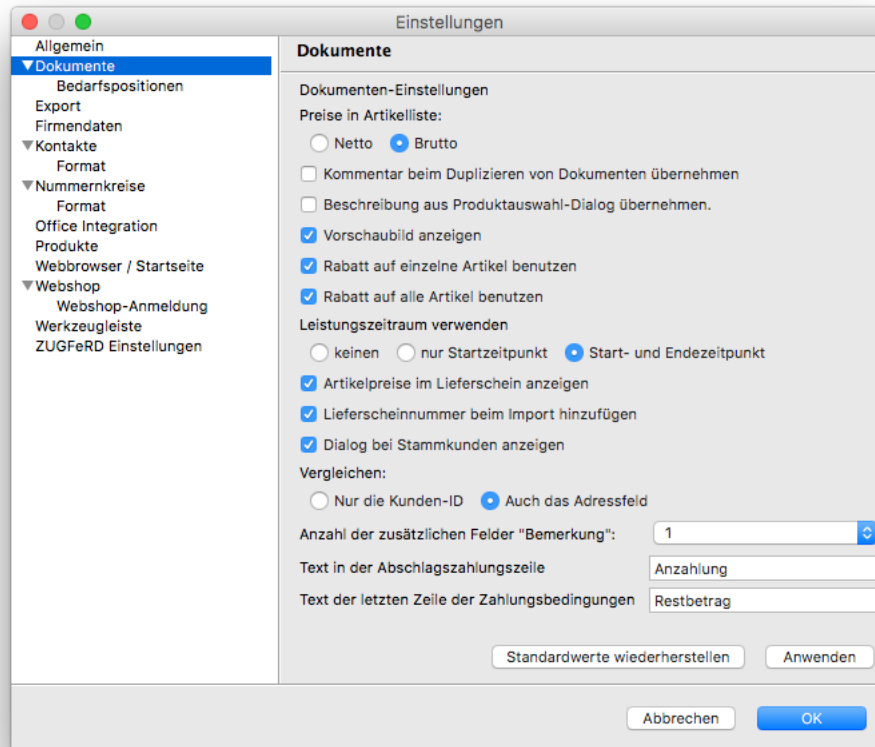 Einstellungen
Allgemein
Dokumente
Bedarfspositionen
Export
Firmendaten
Kontakte
Format
Nummernkreise
Format
Office Integration
Produkte
Webbrowser / Startseite
Webshop
Webshop-Anmeldung
Werkzeugleiste
ZUGFeRD Einstellungen
Dokumente
Dokumenten-Einstellungen
Preise in Artikelliste:
Netto Brutto
Kommentar beim Duplizieren von Dokumenten übernehmen
Beschreibung aus Produktauswahl-Dialog übernehmen.
Vorschaubild anzeigen
Rabatt auf einzelne Artikel benutzen
Rabatt auf alle Artikel benutzen
Leistungszeitraum verwenden
keinen nur Startzeitpunkt Start- und Endezeitpunkt
Artikelpreise im Lieferschein anzeigen
Lieferscheinnummer beim Import hinzufügen
Dialog bei Stammkunden anzeigen
Vergleichen:
Nur die Kunden-ID Auch das Adressfeld
Anzahl der zusätzlichen Felder "Bemerkung": 1
Text in der Abschlagszahlungszeile Anzahlung
Text der letzten Zeile der Zahlungsbedingungen Restbetrag
Standardwerte wiederherstellen Anwenden
Abbrechen OK